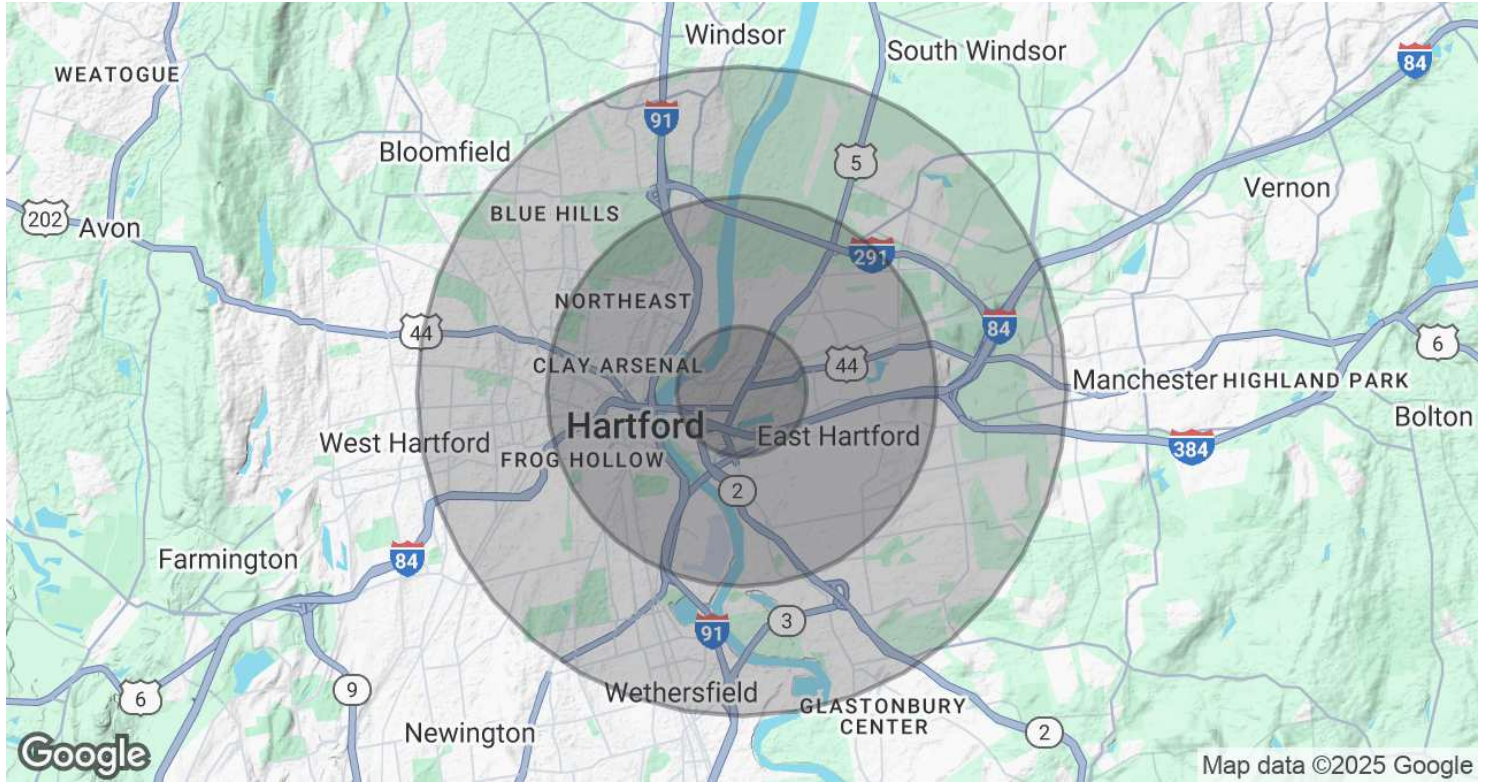 Windsor
South Windsor
WEATOGUE
84
91
Bloomfield
5
Vernon
202
Avon
BLUE HILLS
291
NORTHEAST
84
44
6
CLAY ARSENAL
44
Manchester
HIGHLAND PARK
Hartford
Bolton
West Hartford
East Hartford
384
FROG HOLLOW
2
Farmington
84
3
91
6
9
Wethersfield
GLASTONBURY
CENTER
Newington
2
Google
Map data ©2025 Google